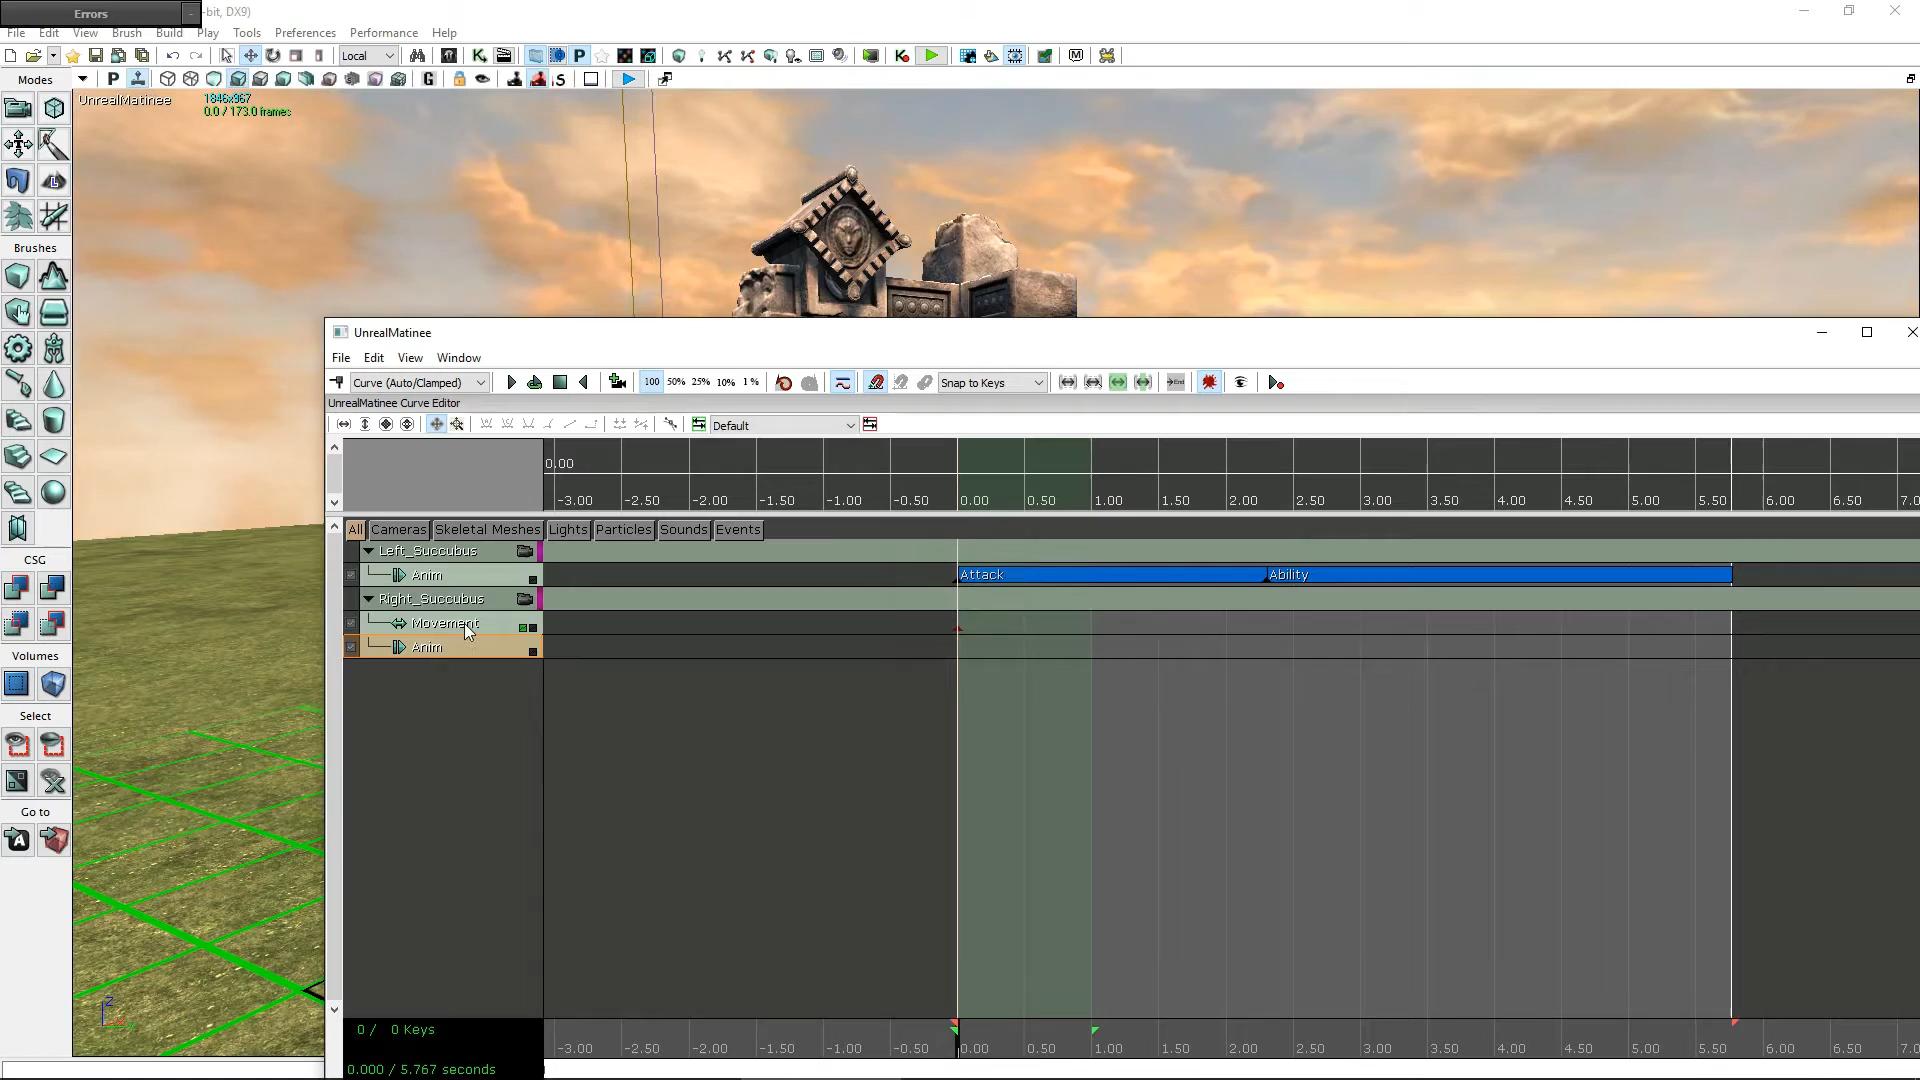 Errors
-
-bit, DX9)
File Edit View Brush Build Play Tools Preferences Performance Help
Local
P
K
M
Modes
P
G
S
UnrealMatinee
1846x967
0.0 / 173.0 frames
L
Brushes
CSG
Volumes
Select
Go to
A
UnrealMatinee
File Edit View Window
Curve (Auto/Clamped)
100 50% 25% 10% 1 %
Snap to Keys
End
UnrealMatinee Curve Editor
Default
0.00
-3.00 -2.50 -2.00 -1.50 -1.00 -0.50 0.00 0.50 1.00 1.50 2.00 2.50 3.00 3.50 4.00 4.50 5.00 5.50 6.00 6.50 7.0
All Cameras Skeletal Meshes Lights Particles Sounds Events
Left_Succubus
Anim
Attack Ability
Right_Succubus
Movement
Anim
0 / 0 Keys
0.000 / 5.767 seconds
-3.00 -2.50 -2.00 -1.50 -1.00 -0.50 0.00 0.50 1.00 1.50 2.00 2.50 3.00 3.50 4.00 4.50 5.00 5.50 6.00 6.50 7.0
Z